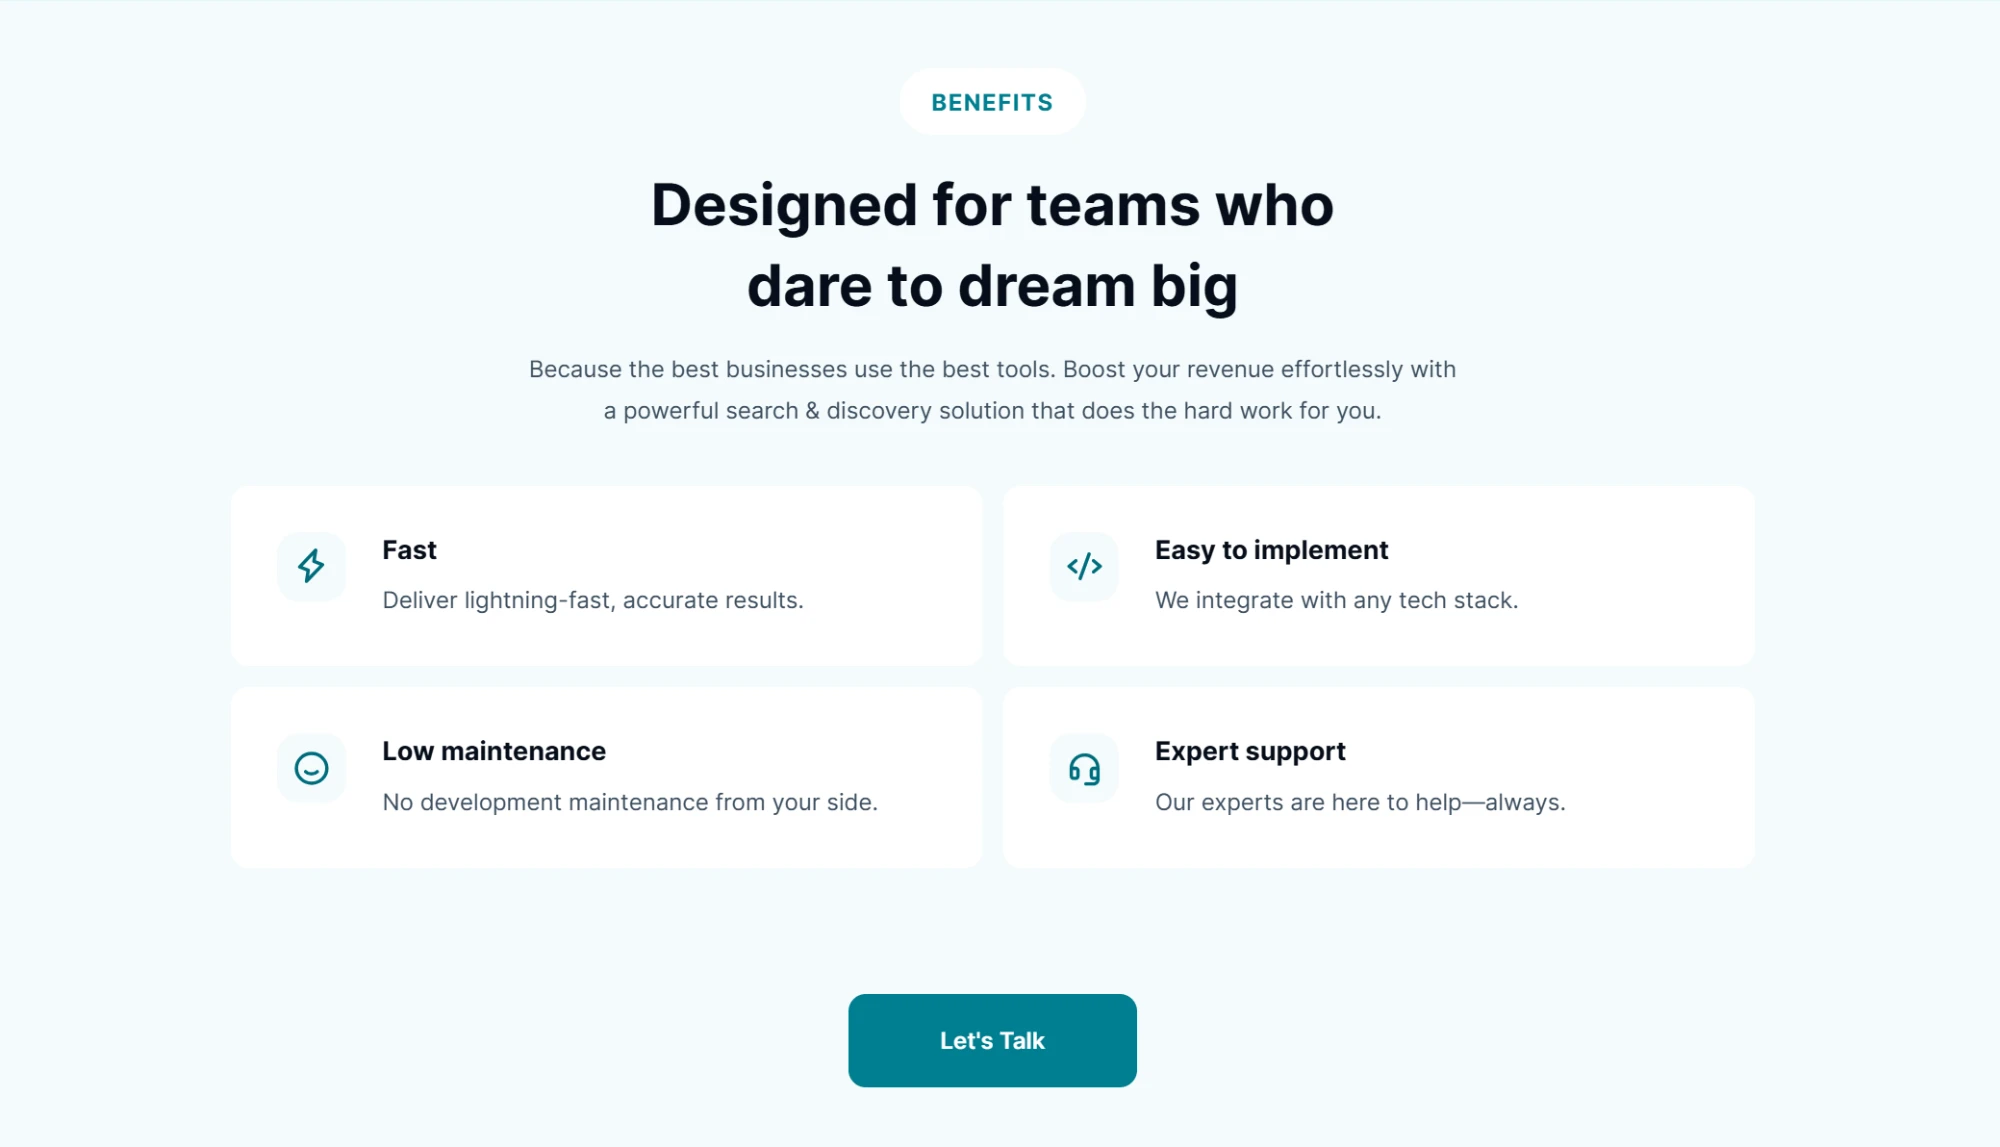 BENEFITS
Designed for teams who
dare to dream big
Because the best businesses use the best tools. Boost your revenue effortlessly with
a powerful search & discovery solution that does the hard work for you.
Fast
Deliver lightning-fast, accurate results.
Easy to implement
We integrate with any tech stack.
Low maintenance
No development maintenance from your side.
Expert support
Our experts are here to help—always.
Let's Talk